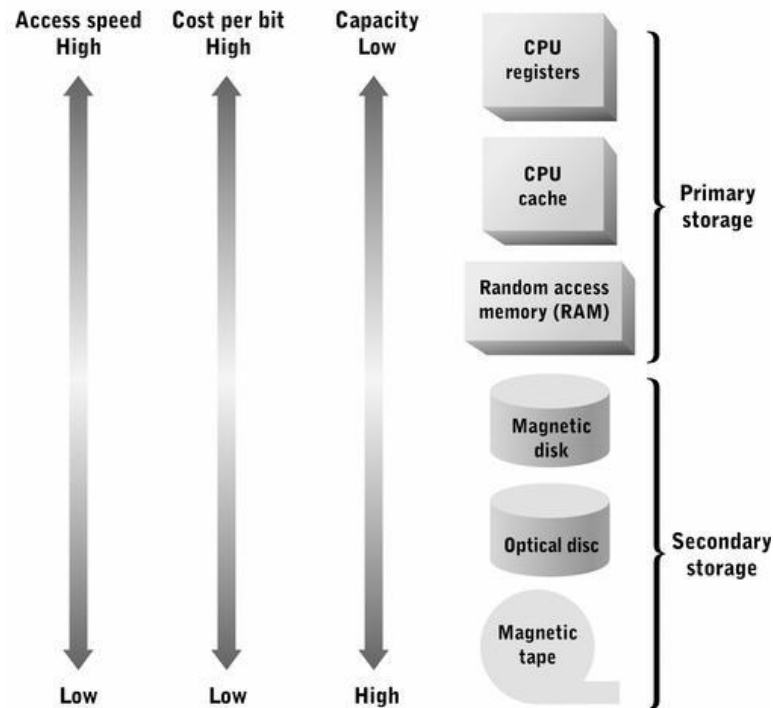 Access speed
High
Cost per bit
High
Capacity
Low
CPU
registers
CPU
cache
Random access
memory (RAM)
Primary
storage
Magnetic
disk
Optical disc
Magnetic
tape
Secondary
storage
Low
Low
High